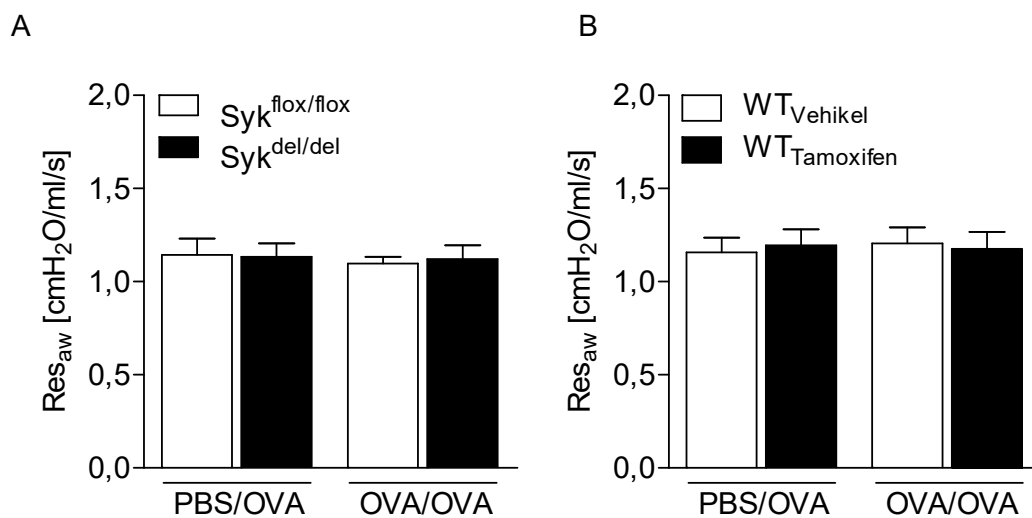 A
Res_aw [cmH₂O/ml/s]
2,0
1,5
1,0
0,5
0,0
Syk^flox/flox
Syk^del/del
PBS/OVA OVA/OVA
B
Res_aw [cmH₂O/ml/s]
2,0
1,5
1,0
0,5
0,0
WT_Vehikel
WT_Tamoxifen
PBS/OVA OVA/OVA